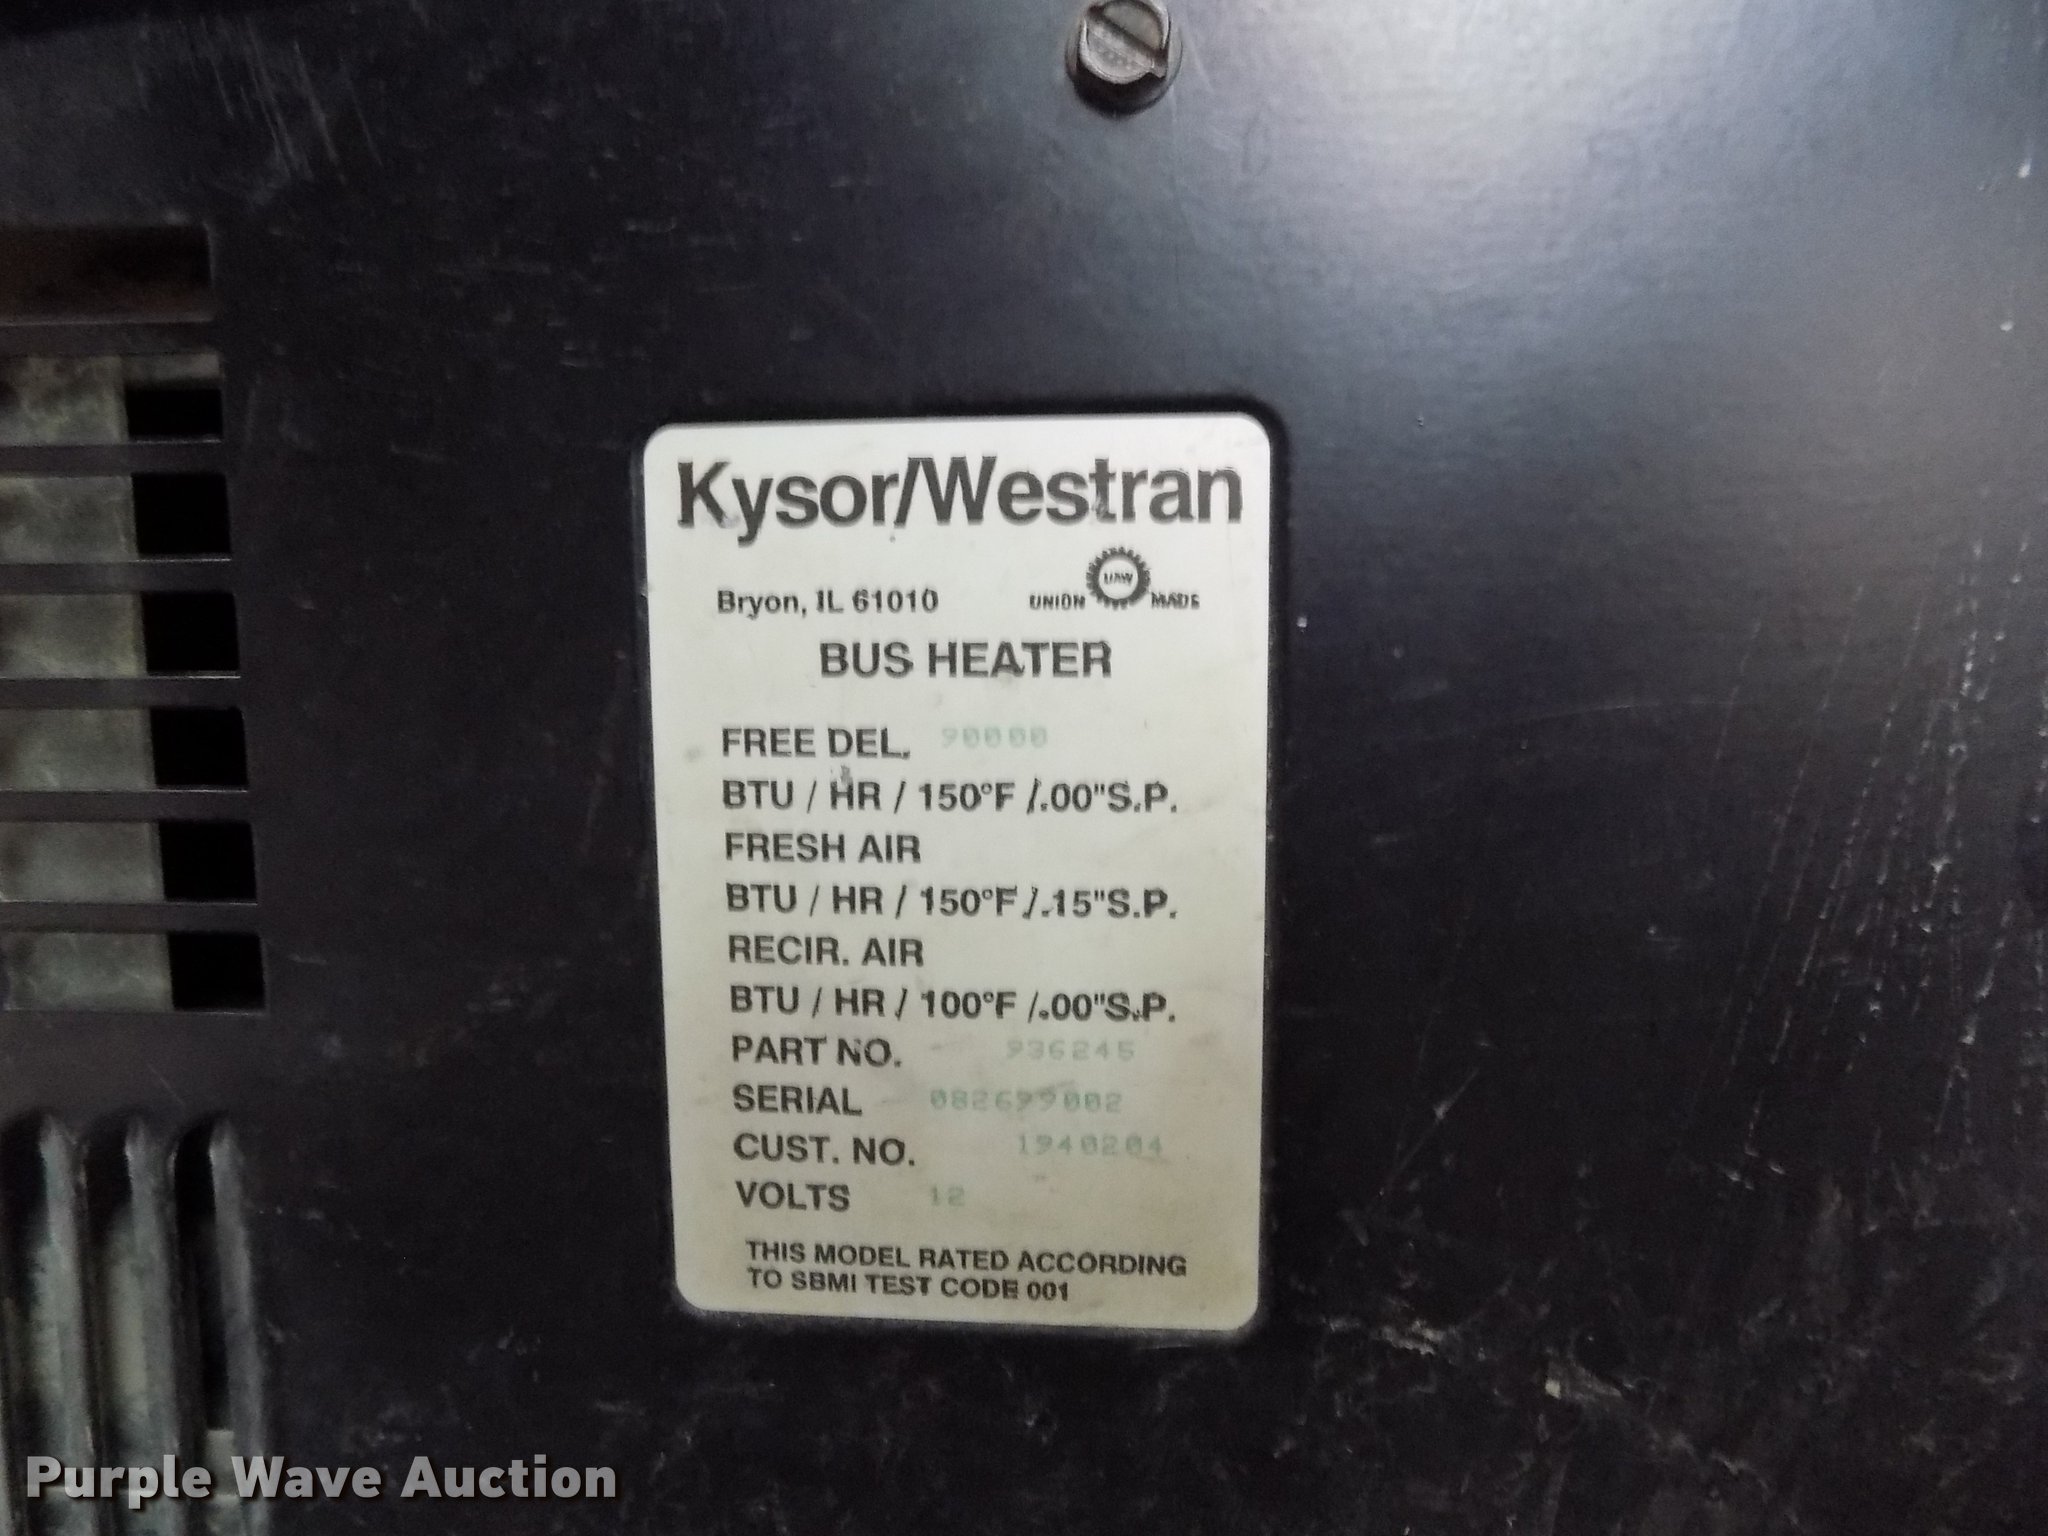 Kysor/Westran
Bryon, IL 61010
UNION UAW MADE
BUS HEATER
FREE DEL. 90000
BTU / HR / 150°F /.00"S.P.
FRESH AIR
BTU / HR / 150°F /.15"S.P.
RECIR. AIR
BTU / HR / 100°F /.00"S.P.
PART NO. - 936245
SERIAL 082699002
CUST. NO. 1940204
VOLTS 12
THIS MODEL RATED ACCORDING
TO SBMI TEST CODE 001
Purple Wave Auction